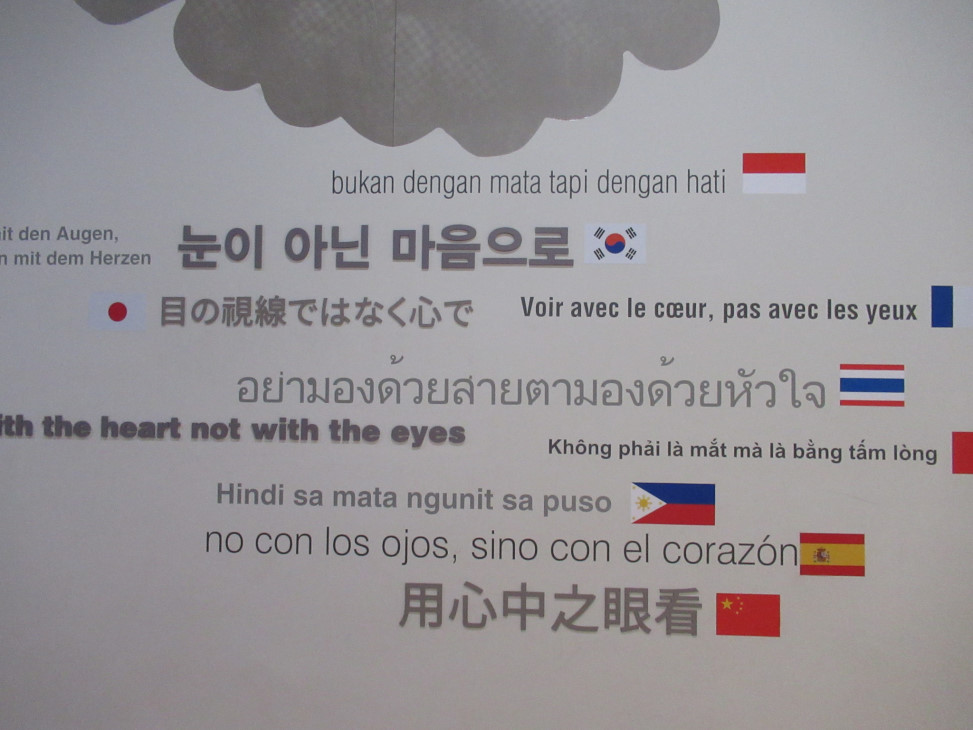 bukan dengan mata tapi dengan hati
it den Augen,
n mit dem Herzen
눈이 아닌 마음으로
目の視線ではなく心で
Voir avec le cœur, pas avec les yeux
อย่ามองด้วยสายตามองด้วยหัวใจ
ith the heart not with the eyes
Không phải là mắt mà là bằng tấm lòng
Hindi sa mata ngunit sa puso
no con los ojos, sino con el corazón
用心中之眼看